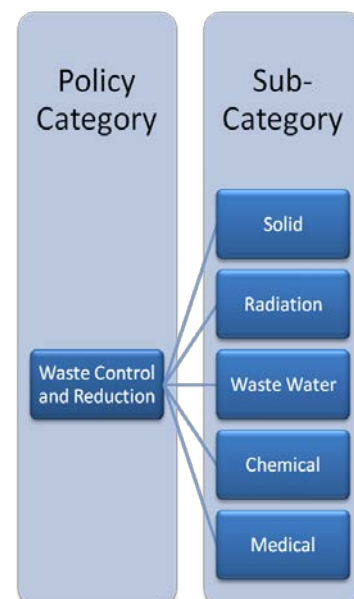 Policy
Category
Sub-
Category
Waste Control
and Reduction
Solid
Radiation
Waste Water
Chemical
Medical